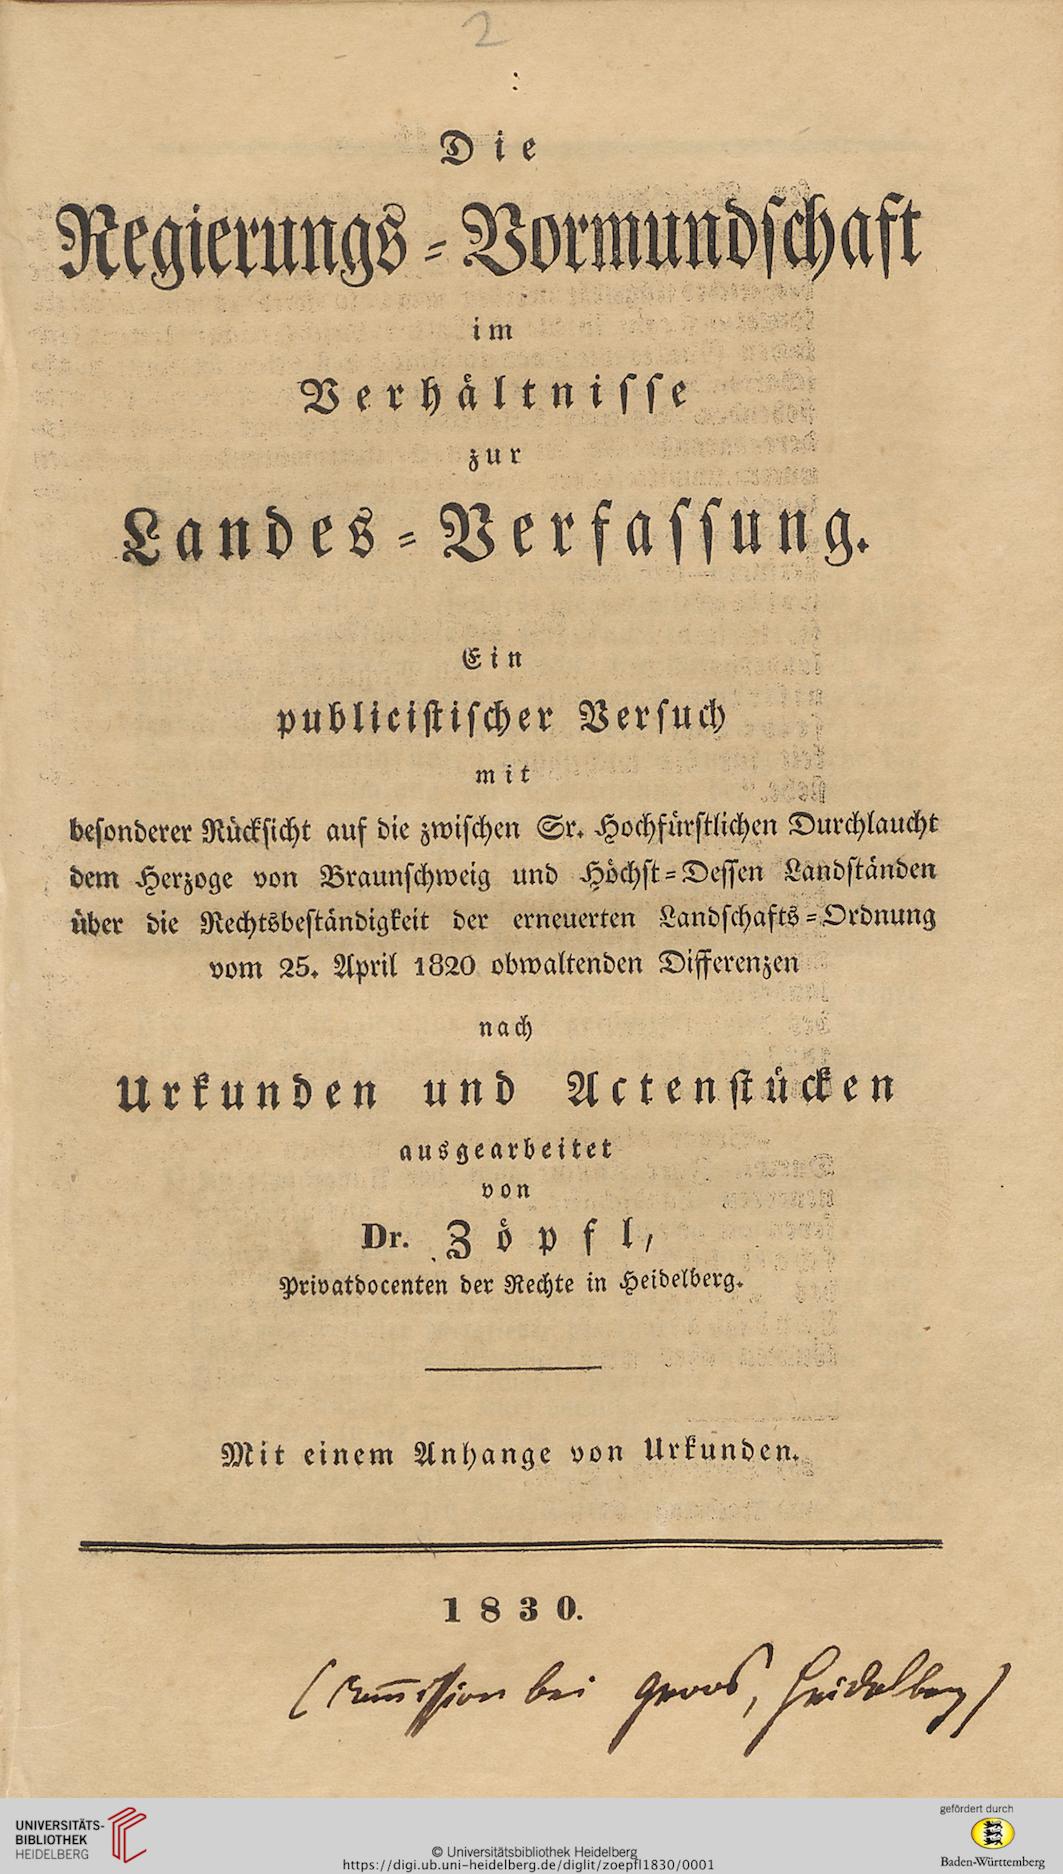 2
Die
Regierungs-Vormundschaft
im
Verhältnisse
zur
Landes-Verfassung.
Ein
publicistischer Versuch
mit
besonderer Rücksicht auf die zwischen Sr. Hochfürstlichen Durchlaucht
dem Herzoge von Braunschweig und Höchst-Dessen Landständen
über die Rechtsbeständigkeit der erneuerten Landschafts-Ordnung
vom 25. April 1820 obwaltenden Differenzen
nach
Urkunden und Actenstücken
ausgearbeitet
von
Dr. Zöpfl,
Privatdocenten der Rechte in Heidelberg.
Mit einem Anhange von Urkunden.
1830.
(Commission bei Groos, Heidelberg)
UNIVERSITÄTS-
BIBLIOTHEK
HEIDELBERG
© Universitätsbibliothek Heidelberg
https://digi.ub.uni-heidelberg.de/diglit/zoepfl1830/0001
gefördert durch
Baden-Württemberg